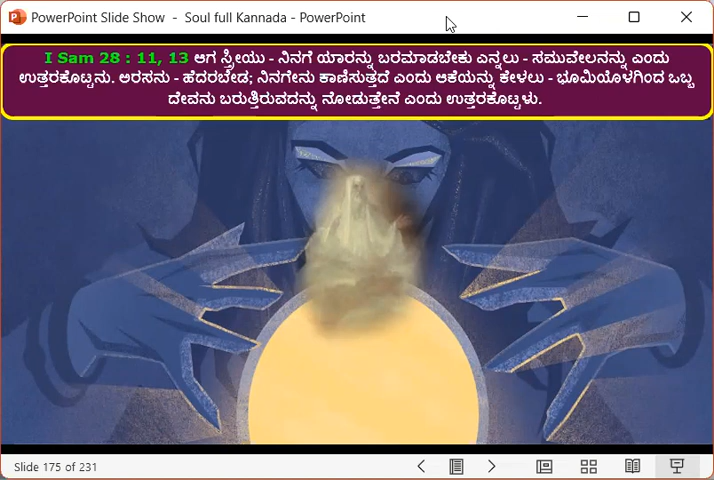 PowerPoint Slide Show - Soul full Kannada - PowerPoint
I Sam 28 : 11, 13 ಆಗ ಸ್ತ್ರೀಯು - ನಿನಗೆ ಯಾರನ್ನು ಬರಮಾಡಬೇಕು ಎನ್ನಲು - ಸಮುವೇಲನನ್ನು ಎಂದು
ಉತ್ತರಕೊಟ್ಟನು. ಅರಸನು - ಹೆದರಬೇಡ; ನಿನಗೇನು ಕಾಣಿಸುತ್ತದೆ ಎಂದು ಆಕೆಯನ್ನು ಕೇಳಲು - ಭೂಮಿಯೊಳಗಿಂದ ಒಬ್ಬ
ದೇವನು ಬರುತ್ತಿರುವದನ್ನು ನೋಡುತ್ತೇನೆ ಎಂದು ಉತ್ತರಕೊಟ್ಟಳು.
Slide 175 of 231